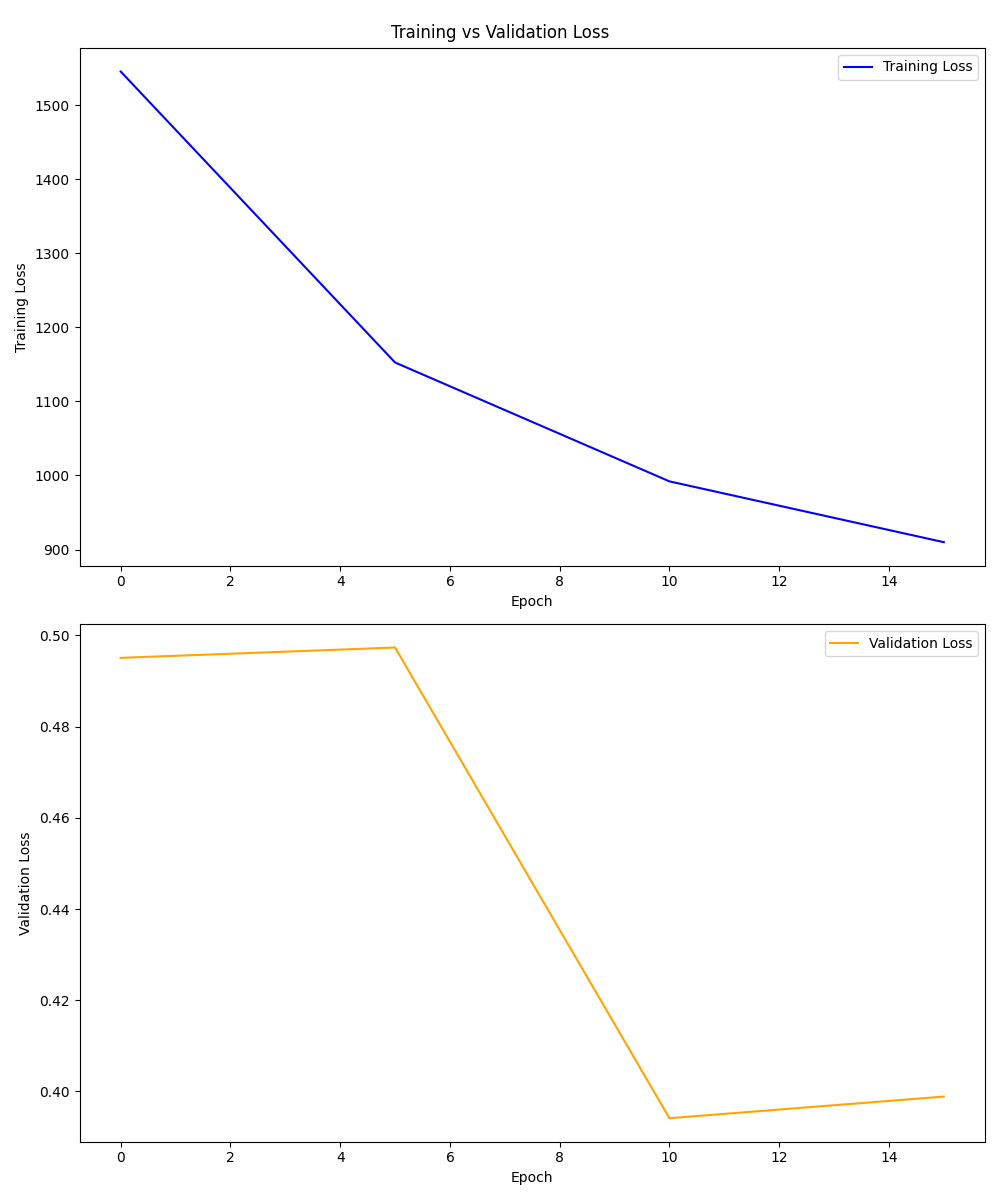 Training vs Validation Loss
Training Loss
1500
1400
1300
1200
1100
1000
900
Training Loss
0 2 4 6 8 10 12 14
Epoch
Validation Loss
0.50
0.48
0.46
0.44
0.42
0.40
Validation Loss
0 2 4 6 8 10 12 14
Epoch